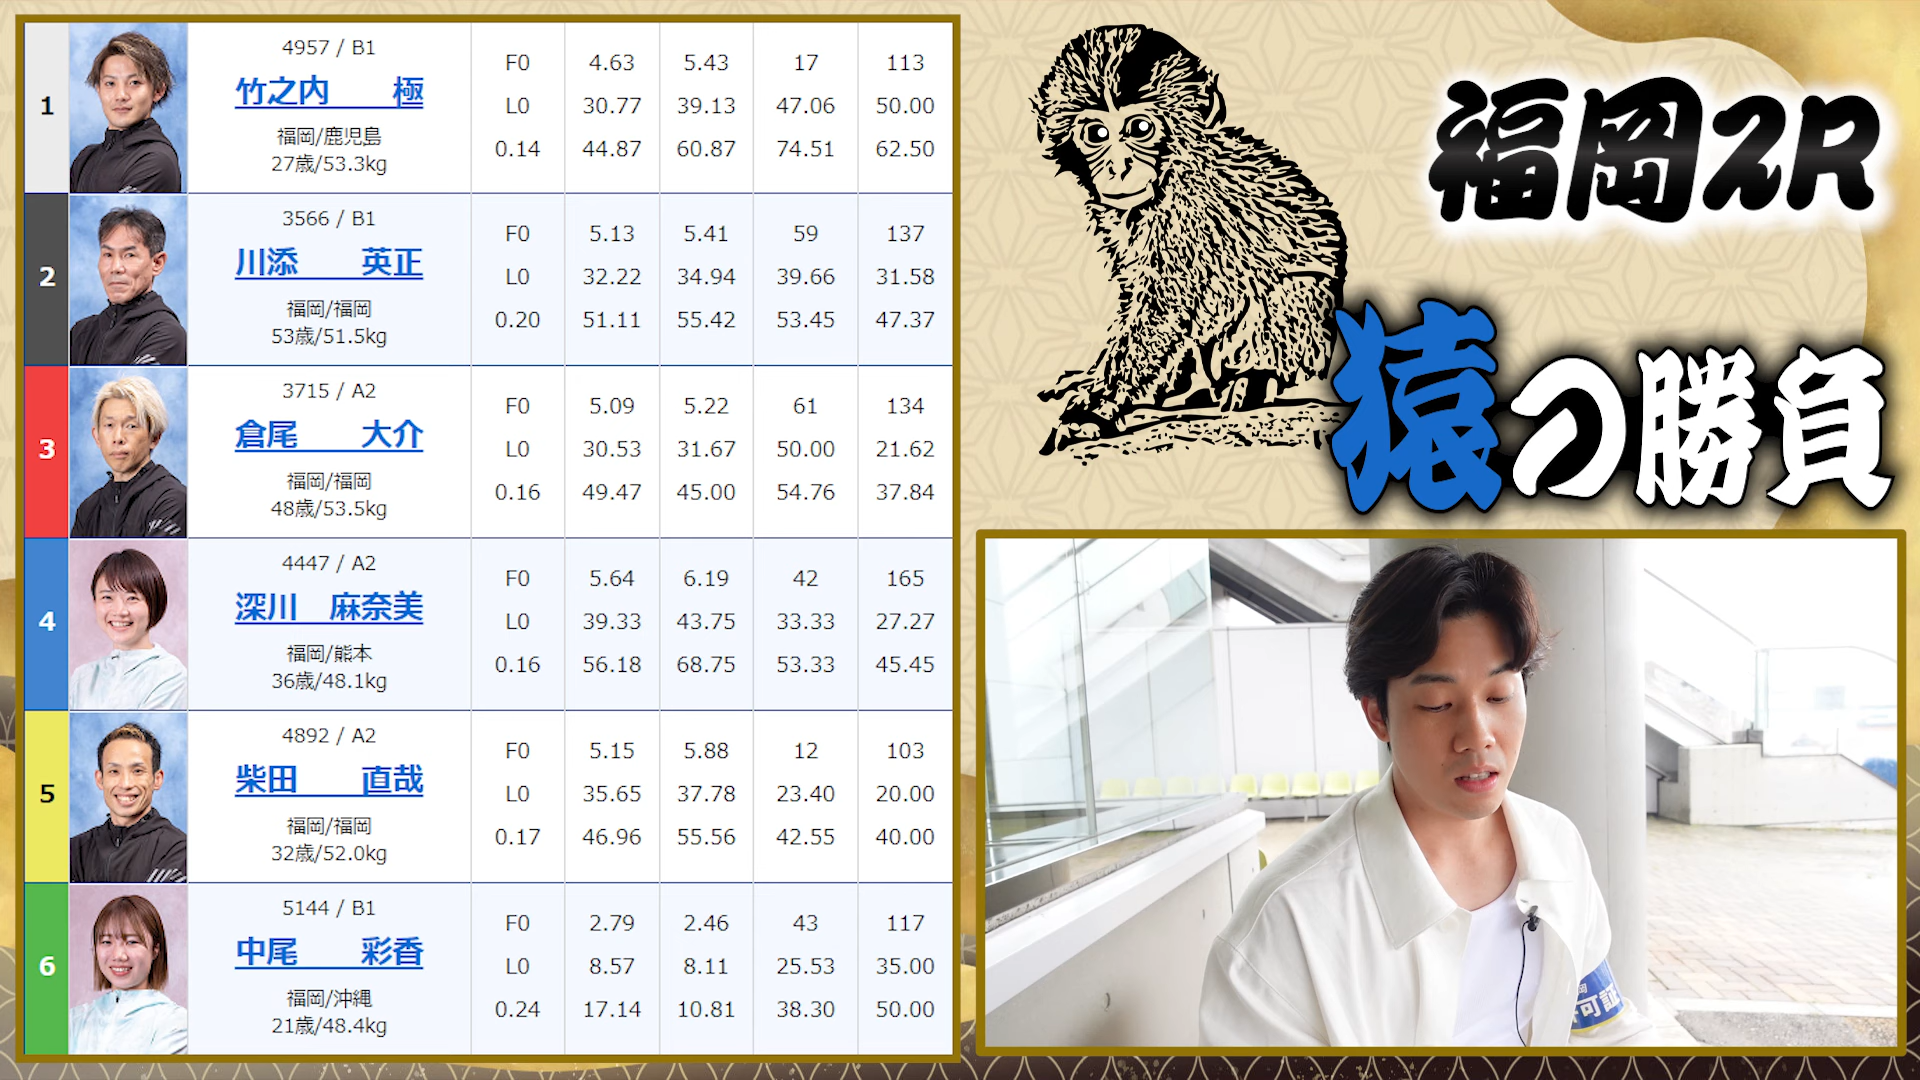 1
4957 / B1
竹之内 極
福岡/鹿児島
27歳/53.3kg
F0 4.63 5.43 17 113
L0 30.77 39.13 47.06 50.00
0.14 44.87 60.87 74.51 62.50
2
3566 / B1
川添 英正
福岡/福岡
53歳/51.5kg
F0 5.13 5.41 59 137
L0 32.22 34.94 39.66 31.58
0.20 51.11 55.42 53.45 47.37
3
3715 / A2
倉尾 大介
福岡/福岡
48歳/53.5kg
F0 5.09 5.22 61 134
L0 30.53 31.67 50.00 21.62
0.16 49.47 45.00 54.76 37.84
4
4447 / A2
深川 麻奈美
福岡/熊本
36歳/48.1kg
F0 5.64 6.19 42 165
L0 39.33 43.75 33.33 27.27
0.16 56.18 68.75 53.33 45.45
5
4892 / A2
柴田 直哉
福岡/福岡
32歳/52.0kg
F0 5.15 5.88 12 103
L0 35.65 37.78 23.40 20.00
0.17 46.96 55.56 42.55 40.00
6
5144 / B1
中尾 彩香
福岡/沖縄
21歳/48.4kg
F0 2.79 2.46 43 117
L0 8.57 8.11 25.53 35.00
0.24 17.14 10.81 38.30 50.00
福岡2R
猿の勝負
可証